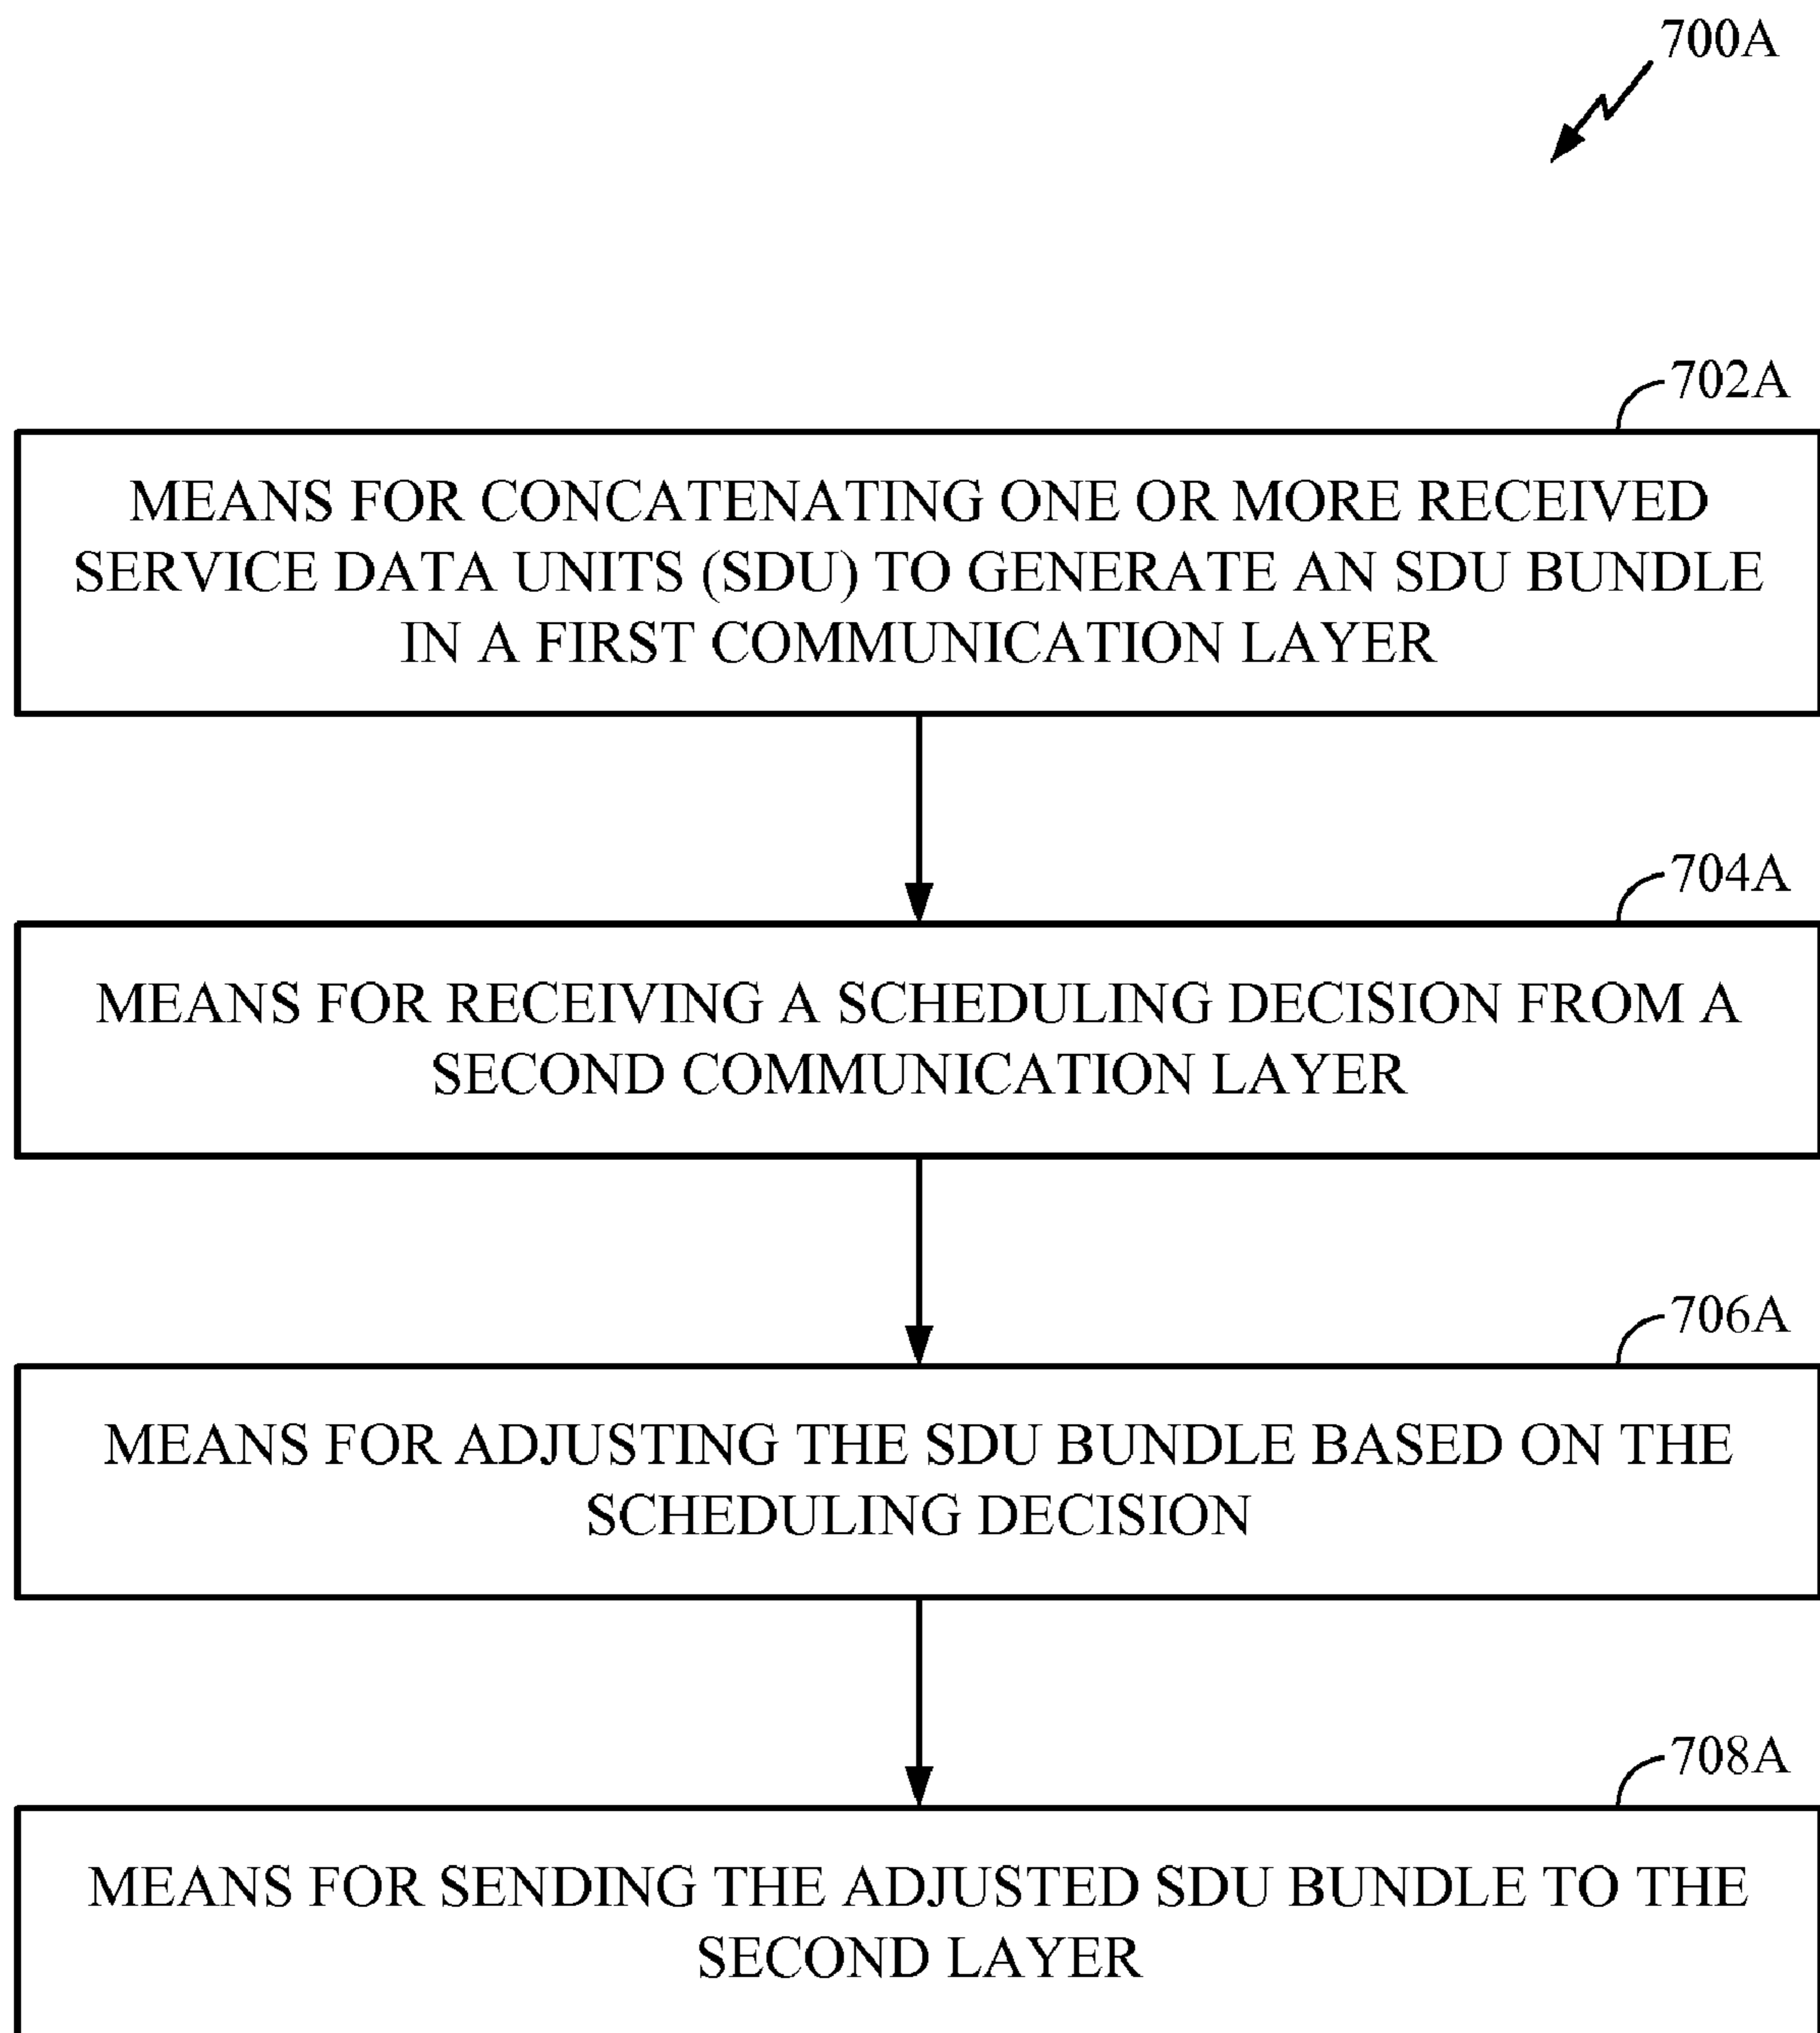 700A
702A
MEANS FOR CONCATENATING ONE OR MORE RECEIVED
SERVICE DATA UNITS (SDU) TO GENERATE AN SDU BUNDLE
IN A FIRST COMMUNICATION LAYER
704A
MEANS FOR RECEIVING A SCHEDULING DECISION FROM A
SECOND COMMUNICATION LAYER
706A
MEANS FOR ADJUSTING THE SDU BUNDLE BASED ON THE
SCHEDULING DECISION
708A
MEANS FOR SENDING THE ADJUSTED SDU BUNDLE TO THE
SECOND LAYER